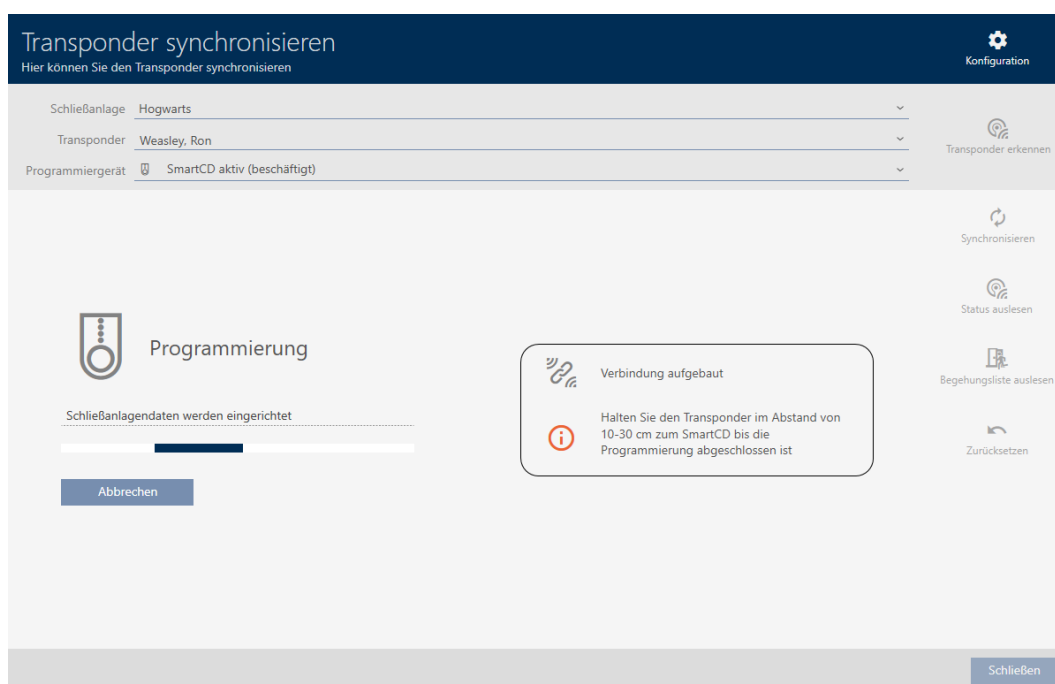 Transponder synchronisieren
Hier können Sie den Transponder synchronisieren
Konfiguration
Schließanlage Hogwarts
Transponder Weasley, Ron
Programmiergerät SmartCD aktiv (beschäftigt)
Transponder erkennen
Synchronisieren
Status auslesen
Begehungsliste auslesen
Zurücksetzen
Programmierung
Schließanlagendaten werden eingerichtet
Abbrechen
Verbindung aufgebaut
Halten Sie den Transponder im Abstand von
10-30 cm zum SmartCD bis die
Programmierung abgeschlossen ist
Schließen